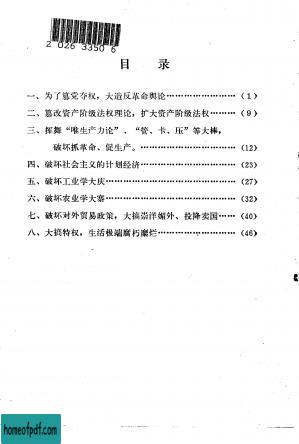 2 026 3350 6
目 录
一、为了篡党夺权，大造反革命舆论……………………（1）
二、篡改资产阶级法权理论，扩大资产阶级法权……（9）
三、挥舞“唯生产力论”、“管、卡、压”等大棒，
破坏抓革命、促生产。……………………………（12）
四、破坏社会主义的计划经济……………………………（23）
五、破坏工业学大庆………………………………………（27）
六、破坏农业学大寨………………………………………（32）
七、破坏对外贸易政策，大搞崇洋媚外、投降卖国……（40）
八、大搞特权，生活极端腐朽糜烂………………………（46）
homeofpdf.com